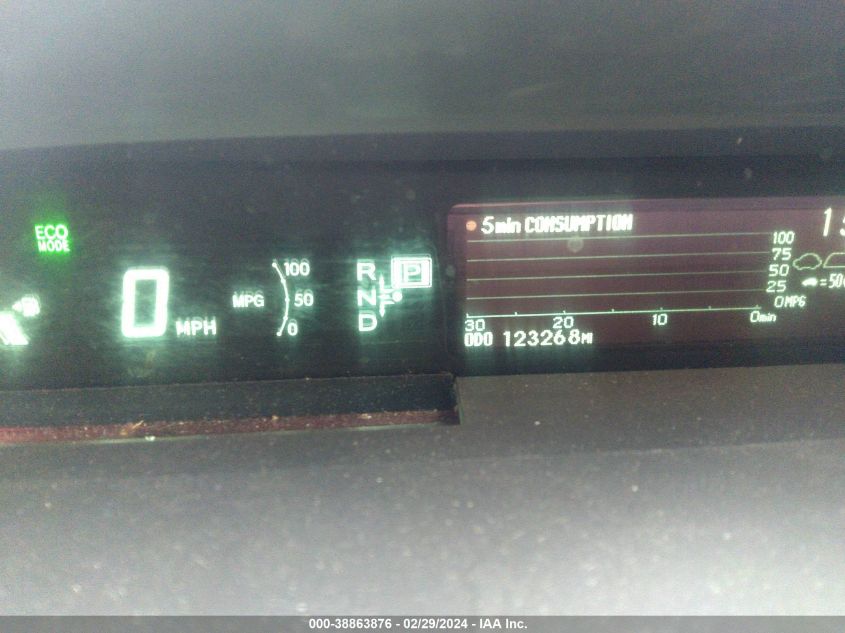 ECO
MODE
0 MPH
MPG
100
50
0
R P
N
D
5min CONSUMPTION
100
75
50
25
0MPG
30 20 10 0min
ODO 123268MI
000-38863876 - 02/29/2024 - IAA Inc.